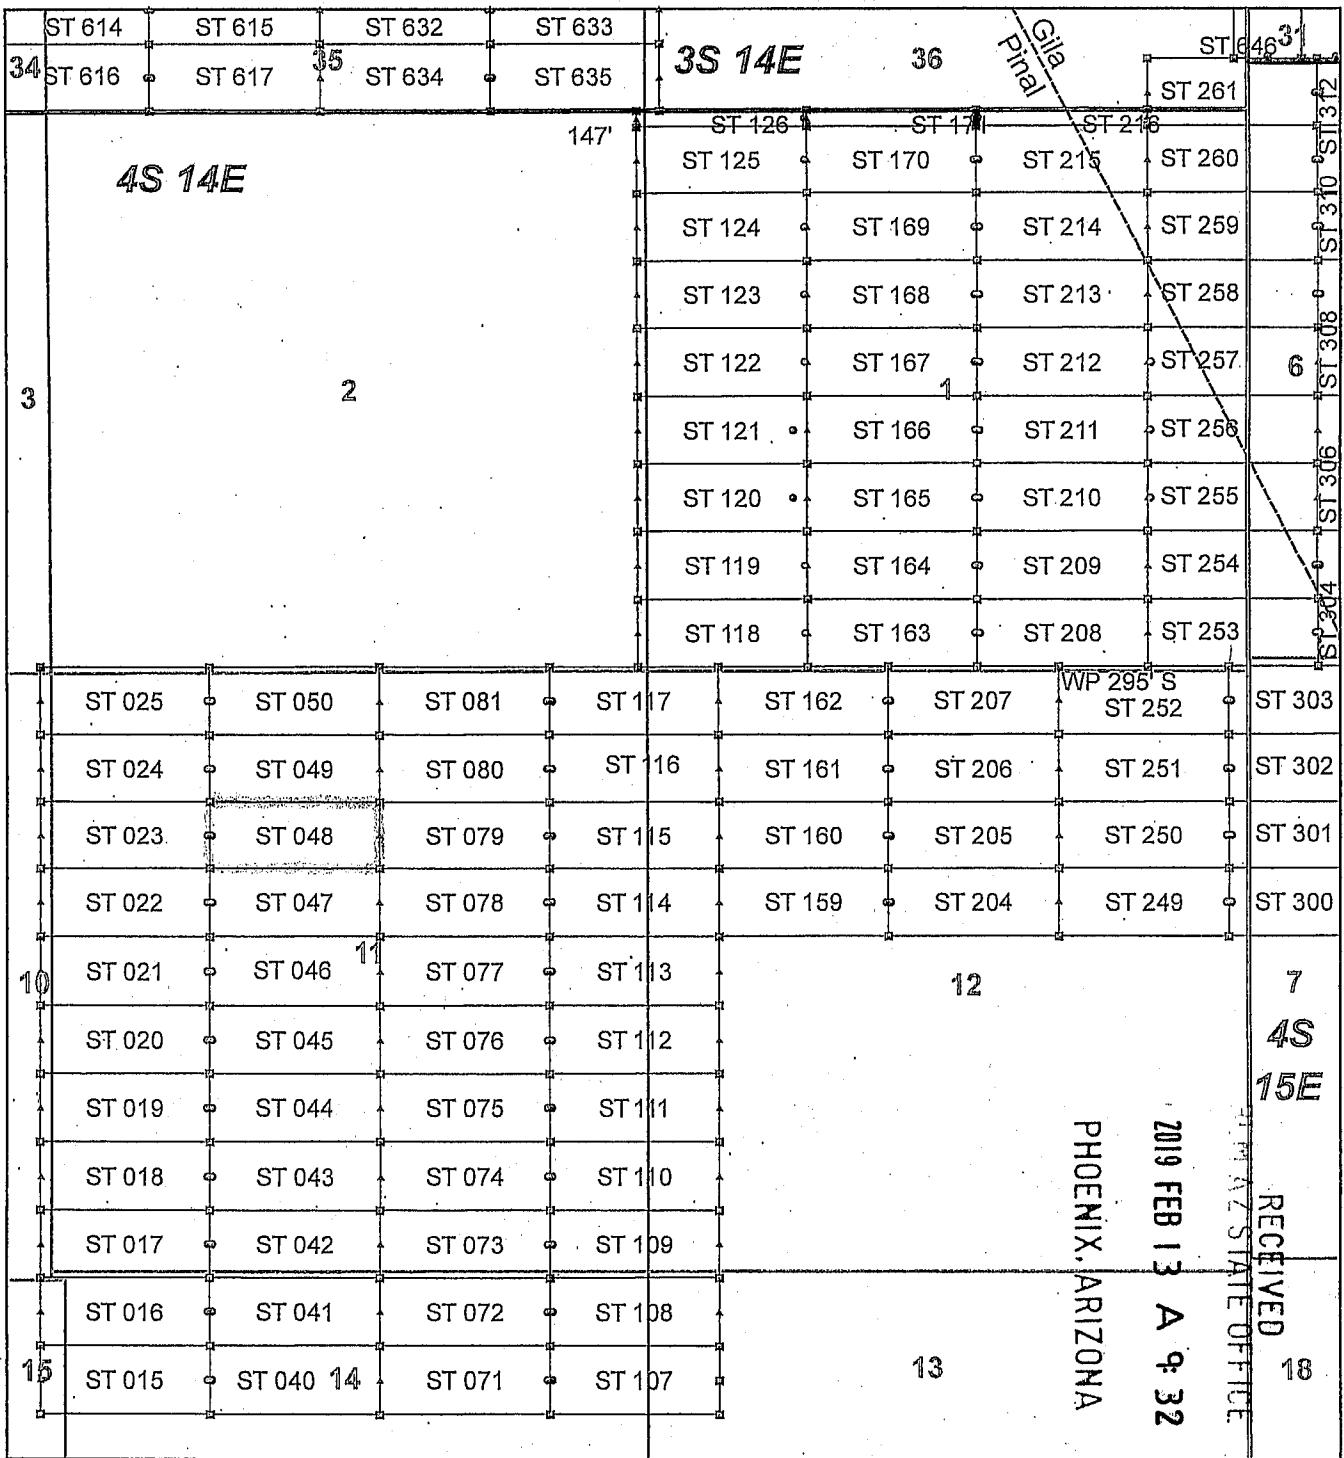 ST 614 ST 615 ST 632 ST 633
34 35 3S 14E 36 Gila Pinal ST 646 31
ST 616 ST 617 ST 634 ST 635 ST 261
147' ST 126 ST 171 ST 216 ST 312
4S 14E ST 125 ST 170 ST 215 ST 260
ST 310
ST 124 ST 169 ST 214 ST 259
ST 123 ST 168 ST 213 ST 258
ST 308
3 2 ST 122 ST 167 1 ST 212 ST 257 6
ST 121 ST 166 ST 211 ST 256
ST 306
ST 120 ST 165 ST 210 ST 255
ST 119 ST 164 ST 209 ST 254
ST 304
ST 118 ST 163 ST 208 ST 253
WP 295' S
ST 025 ST 050 ST 081 ST 117 ST 162 ST 207 ST 252 ST 303
ST 024 ST 049 ST 080 ST 116 ST 161 ST 206 ST 251 ST 302
ST 023 ST 048 ST 079 ST 115 ST 160 ST 205 ST 250 ST 301
ST 022 ST 047 ST 078 ST 114 ST 159 ST 204 ST 249 ST 300
10 ST 021 ST 046 11 ST 077 ST 113 12 7
ST 020 ST 045 ST 076 ST 112 4S
ST 019 ST 044 ST 075 ST 111 15E
ST 018 ST 043 ST 074 ST 110
ST 017 ST 042 ST 073 ST 109
ST 016 ST 041 ST 072 ST 108
15 ST 015 ST 040 14 ST 071 ST 107 13 18
RECEIVED
AZ STATE OFFICE
2019 FEB 13 A 9:32
PHOENIX, ARIZONA